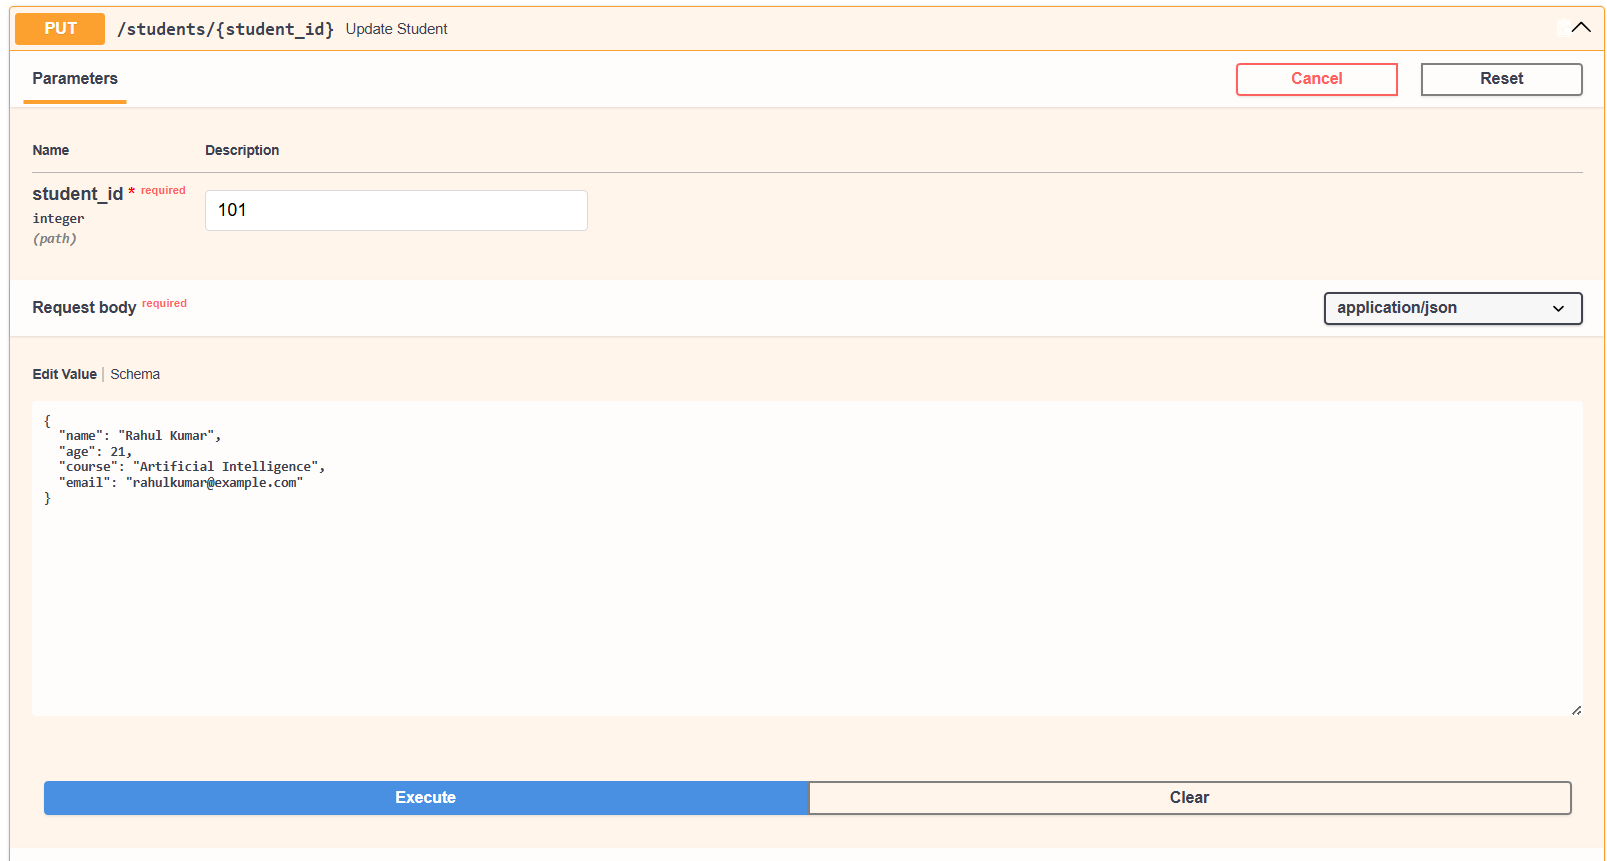 PUT /students/{student_id} Update Student
Parameters
Cancel
Reset
Name Description
student_id * required
integer
(path)
101
Request body required
application/json
Edit Value | Schema
{
  "name": "Rahul Kumar",
  "age": 21,
  "course": "Artificial Intelligence",
  "email": "rahulkumar@example.com"
}
Execute
Clear